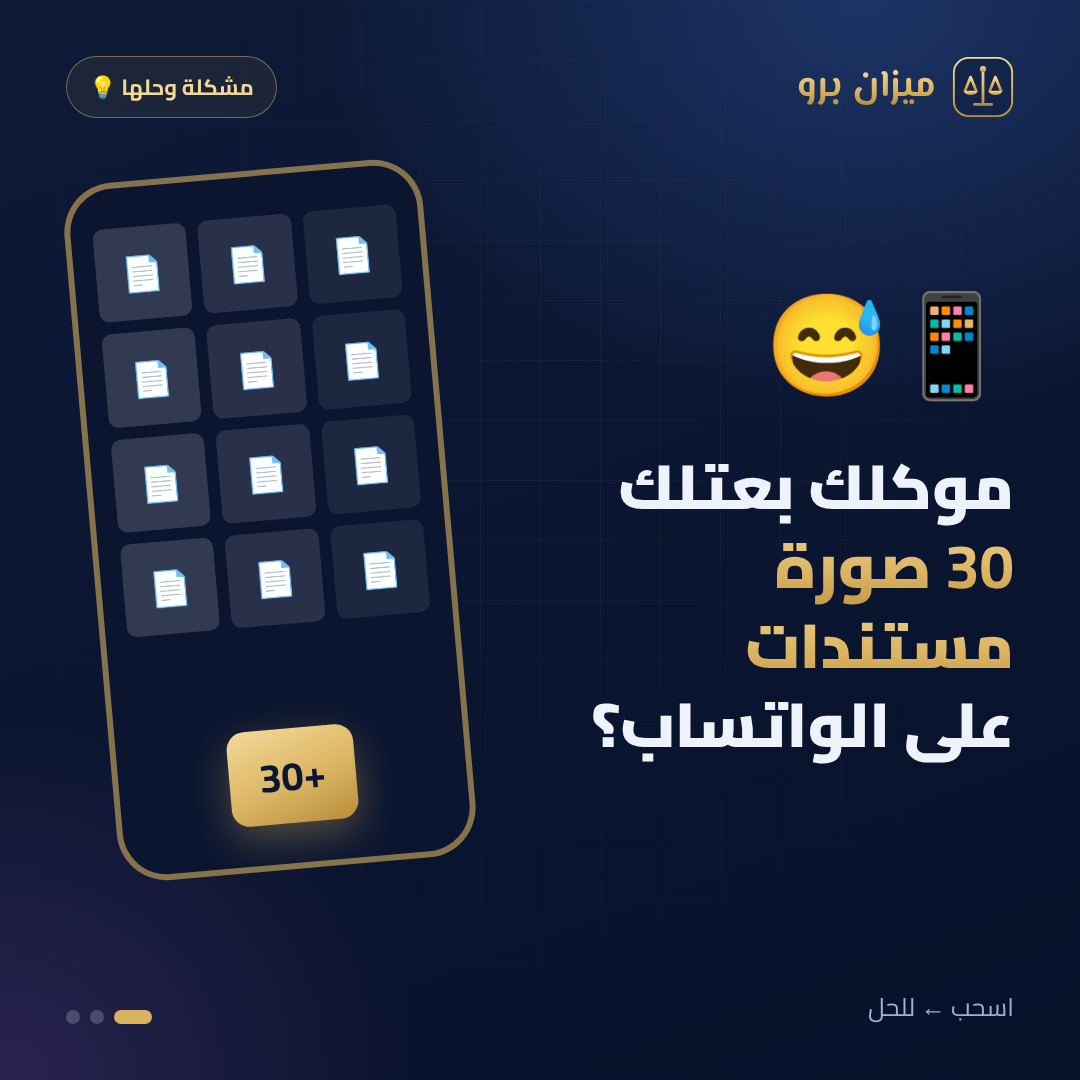 ميزان برو
مشكلة وحلها 💡
موكلك بعتلك
30 صورة
مستندات
على الواتساب؟
30+
اسحب ← للحل